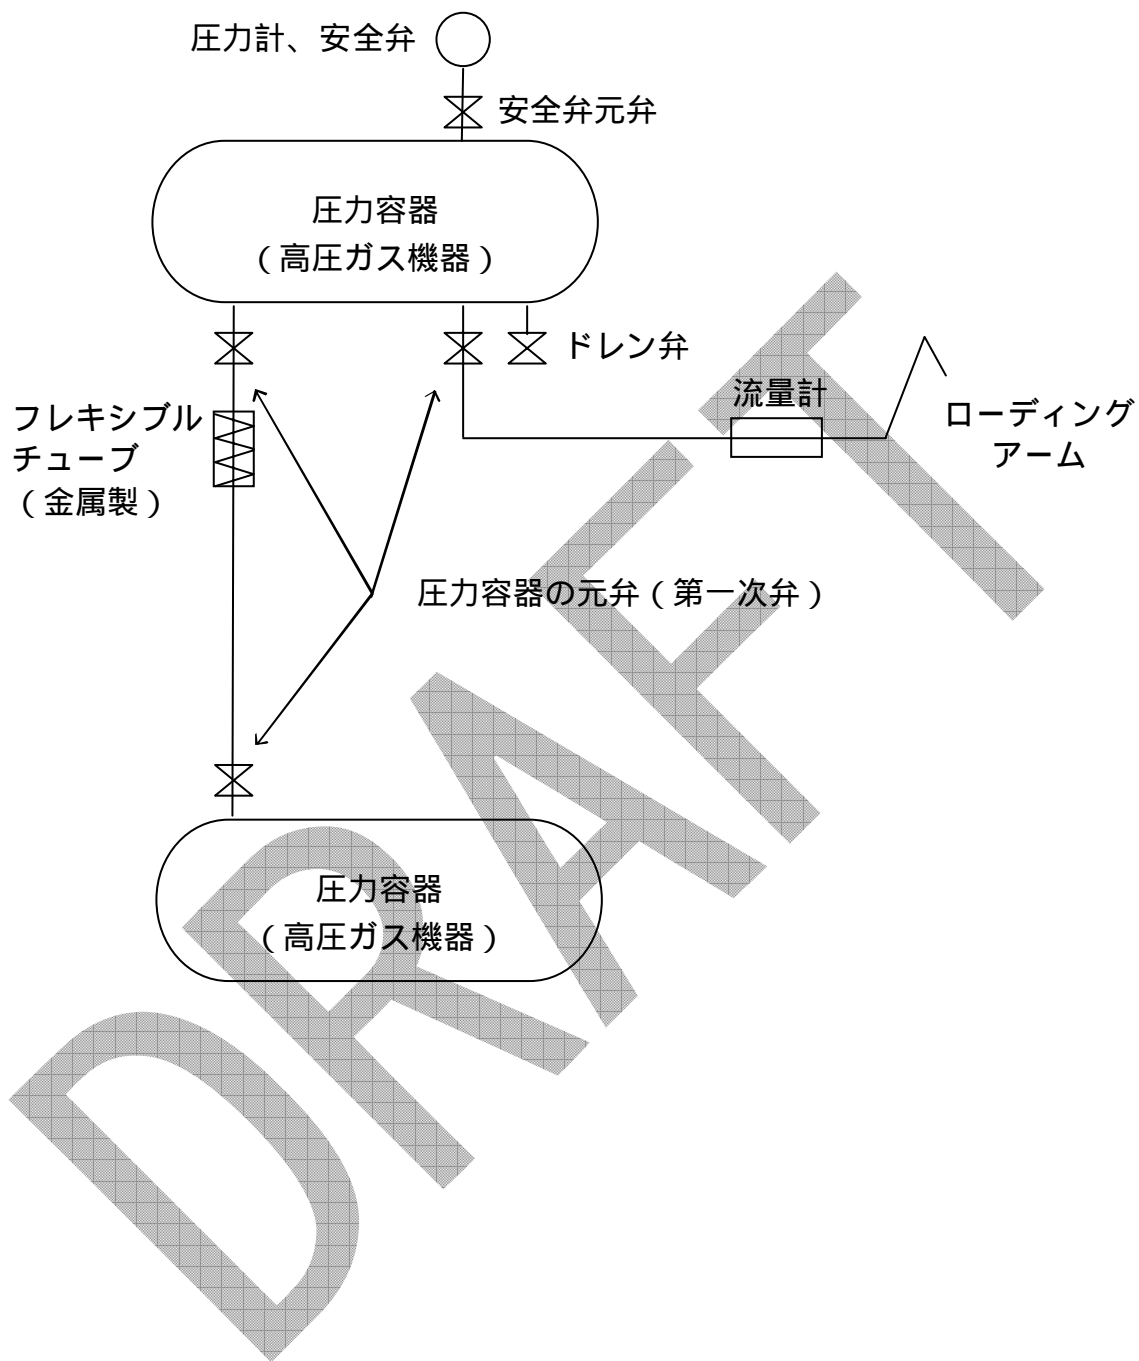 圧力計、安全弁
安全弁元弁
圧力容器
（高圧ガス機器）
ドレン弁
流量計
ローディング
アーム
フレキシブル
チューブ
（金属製）
圧力容器の元弁（第一次弁）
圧力容器
（高圧ガス機器）
DRAFT